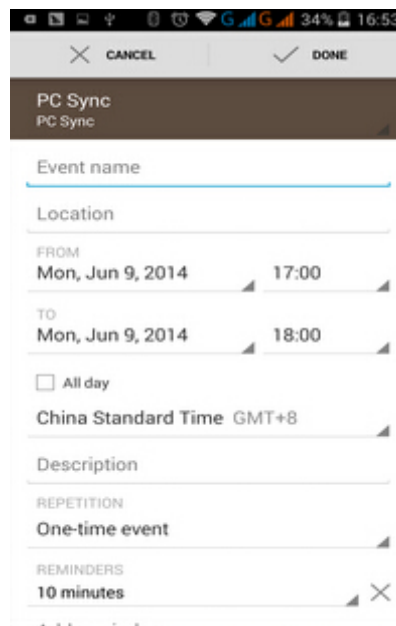 G G 34% 16:53
CANCEL DONE
PC Sync
PC Sync
Event name
Location
FROM
Mon, Jun 9, 2014 17:00
TO
Mon, Jun 9, 2014 18:00
All day
China Standard Time GMT+8
Description
REPETITION
One-time event
REMINDERS
10 minutes